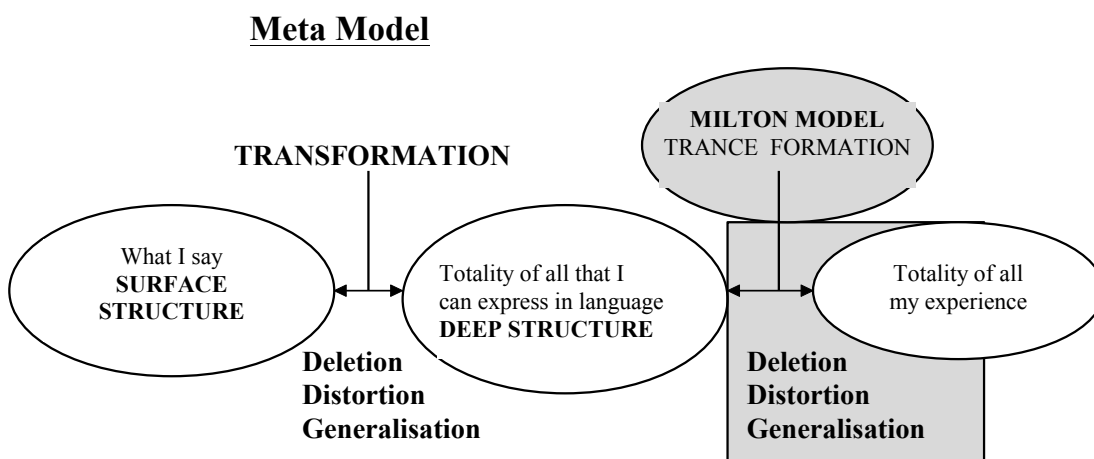 Meta Model
MILTON MODEL
TRANCE FORMATION
TRANSFORMATION
What I say
SURFACE
STRUCTURE
Totality of all that I
can express in language
DEEP STRUCTURE
Totality of all
my experience
Deletion
Distortion
Generalisation
Deletion
Distortion
Generalisation